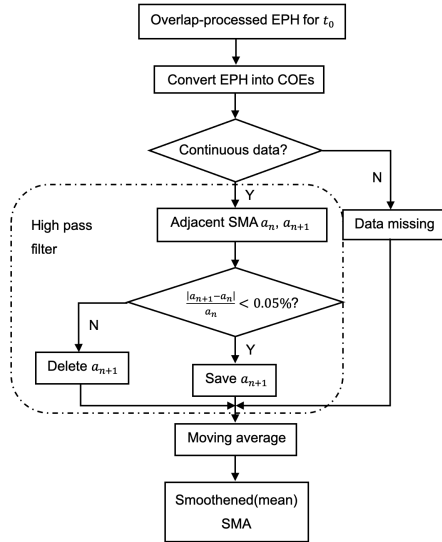 Overlap-processed EPH for t₀
Convert EPH into COEs
Continuous data?
N
Y
High pass
filter
Adjacent SMA aₙ, aₙ₊₁
Data missing
|aₙ₊₁−aₙ|/aₙ < 0.05%?
N
Y
Delete aₙ₊₁
Save aₙ₊₁
Moving average
Smoothened(mean)
SMA